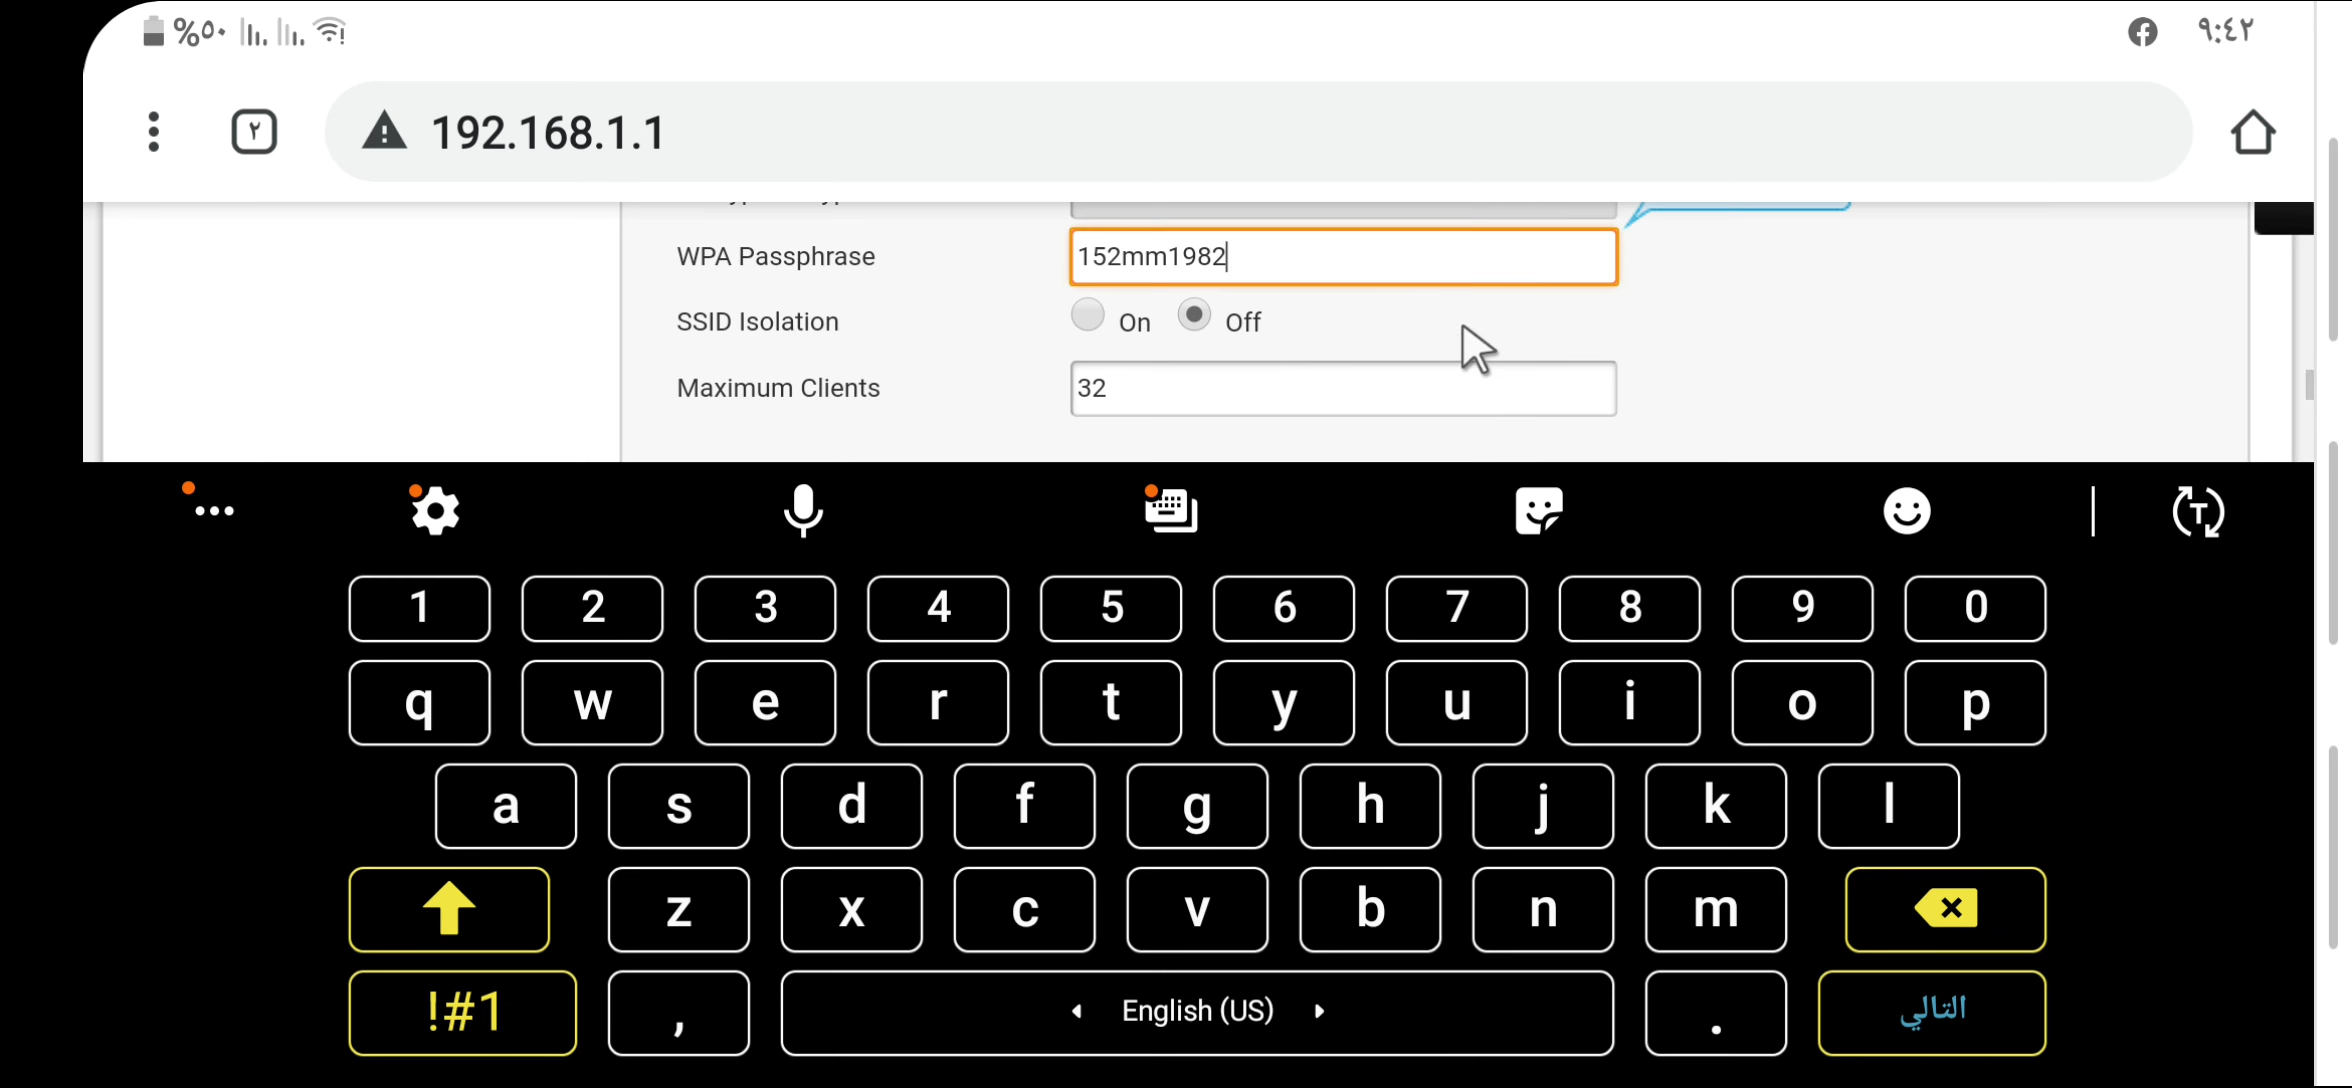 %٥٠
٩:٤٢
٢
192.168.1.1
WPA Passphrase
152mm1982
SSID Isolation
On
Off
Maximum Clients
32
T
1 2 3 4 5 6 7 8 9 0
q w e r t y u i o p
a s d f g h j k l
z x c v b n m
!#1 , English (US) . التالي